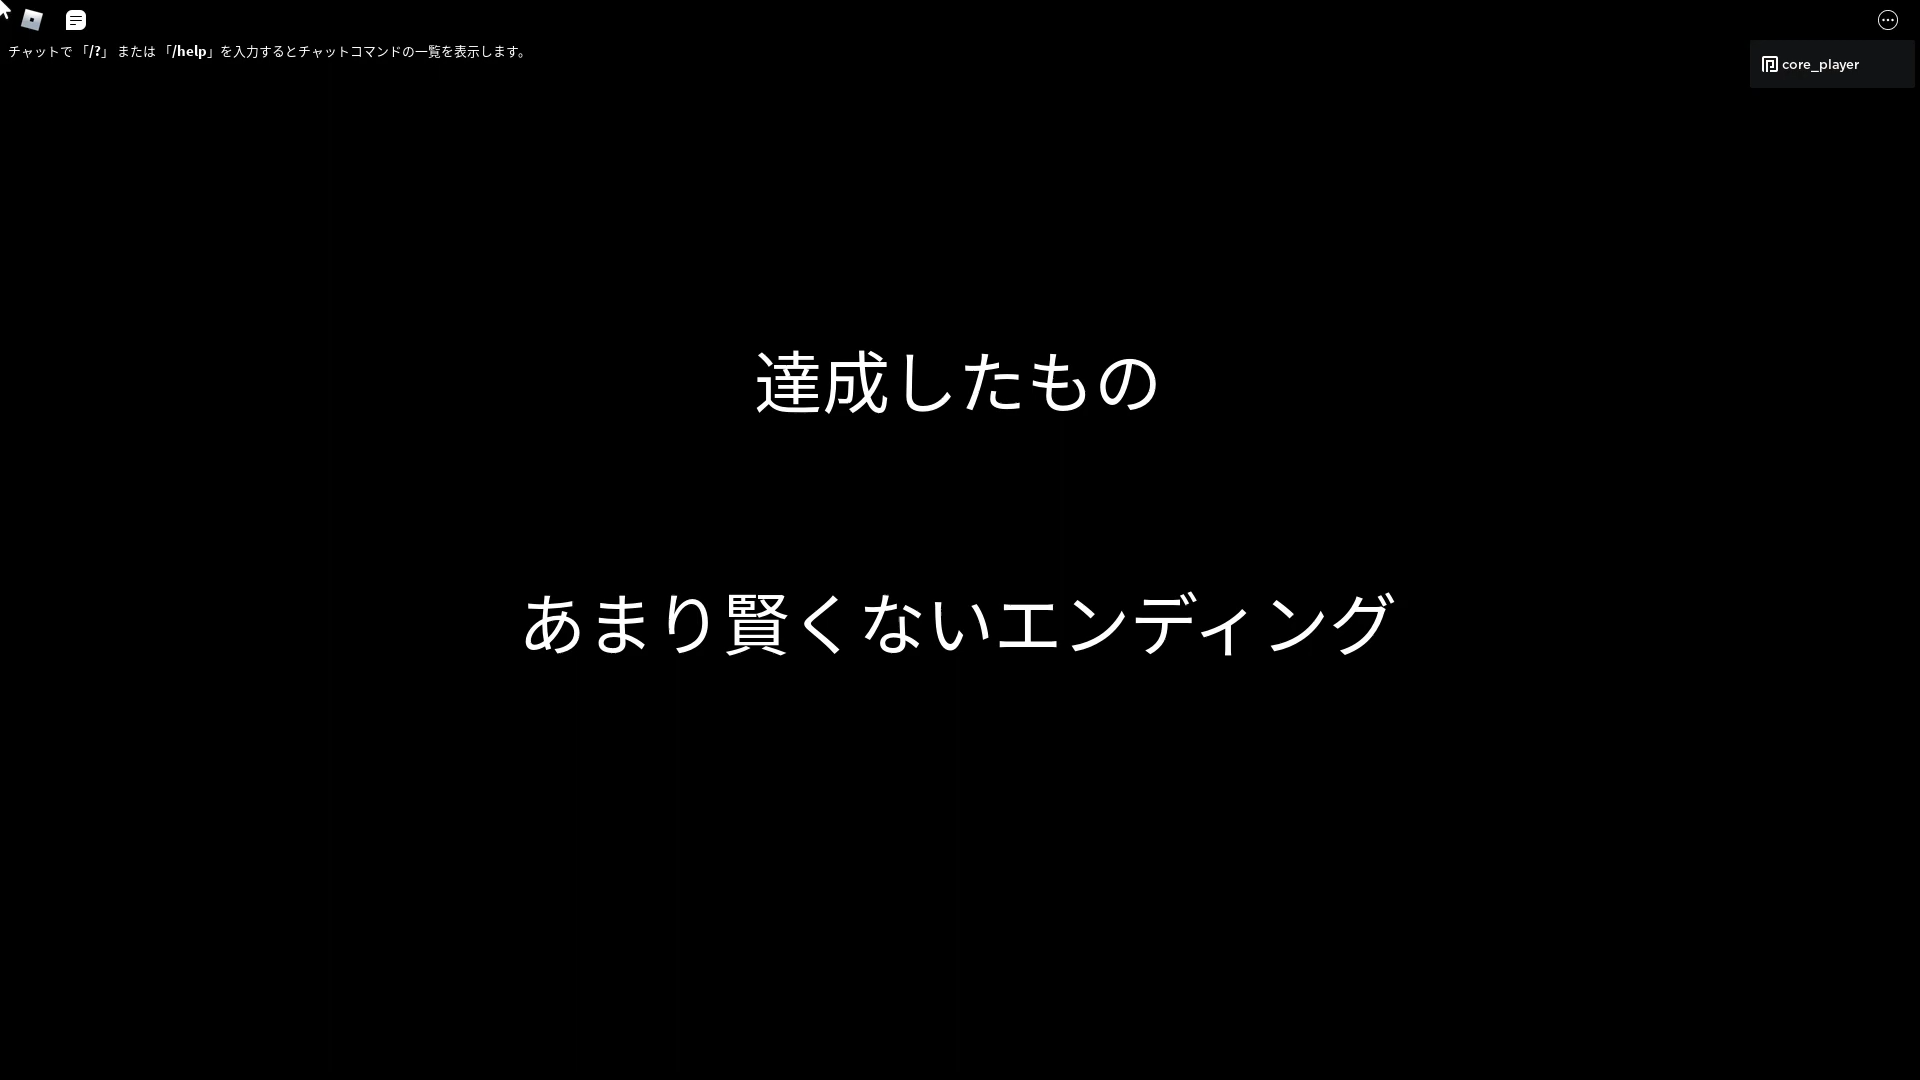 チャットで 「/?」 または 「/help」を入力するとチャットコマンドの一覧を表示します。
core_player
達成したもの
あまり賢くないエンディング